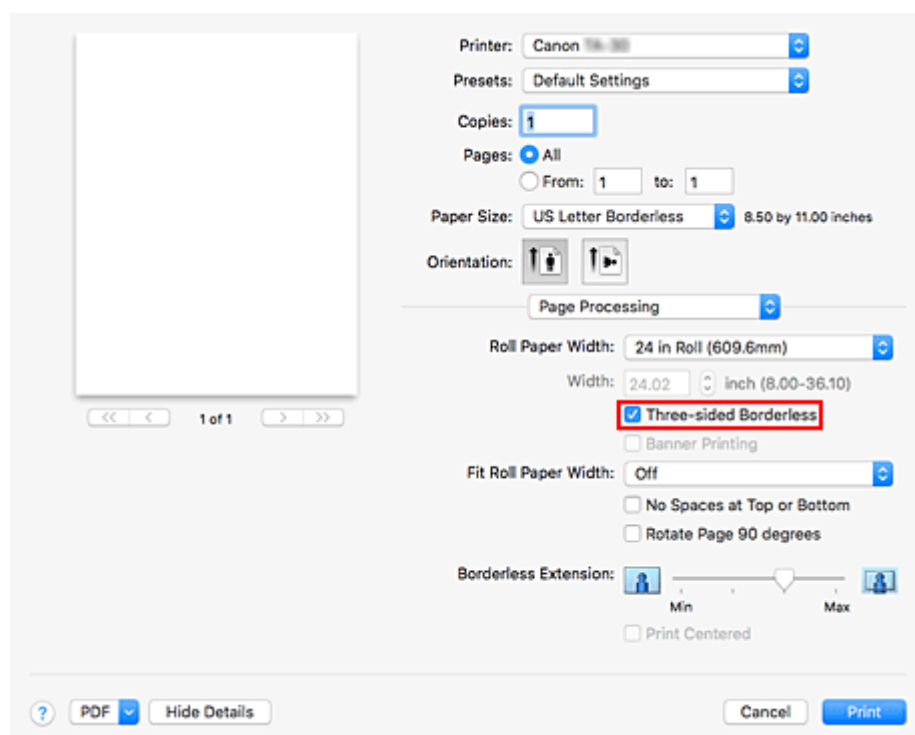 Printer: Canon
Presets: Default Settings
Copies: 1
Pages: All
From: 1 to: 1
Paper Size: US Letter Borderless 8.50 by 11.00 inches
Orientation:
Page Processing
Roll Paper Width: 24 in Roll (609.6mm)
Width: 24.02 inch (8.00-36.10)
<< < 1 of 1 > >>
Three-sided Borderless
Banner Printing
Fit Roll Paper Width: Off
No Spaces at Top or Bottom
Rotate Page 90 degrees
Borderless Extension:
Min Max
Print Centered
? PDF Hide Details Cancel Print